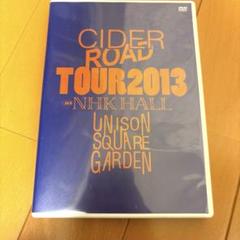 CIDER
ROAD
TOUR2013
NHK HALL
UNISON
SQUARE
GARDEN